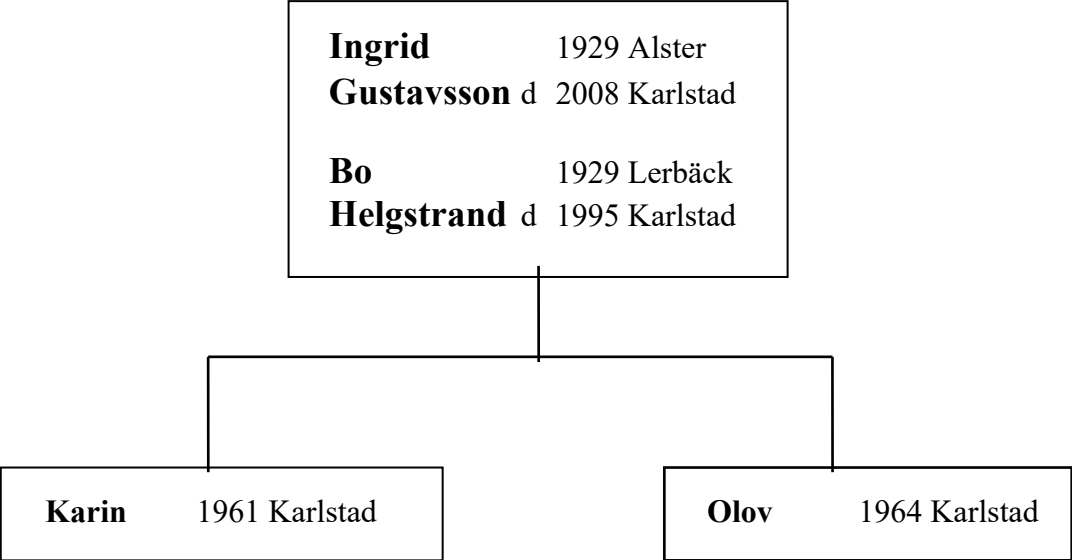 Ingrid 1929 Alster
Gustavsson d 2008 Karlstad
Bo 1929 Lerbäck
Helgstrand d 1995 Karlstad
Karin 1961 Karlstad
Olov 1964 Karlstad